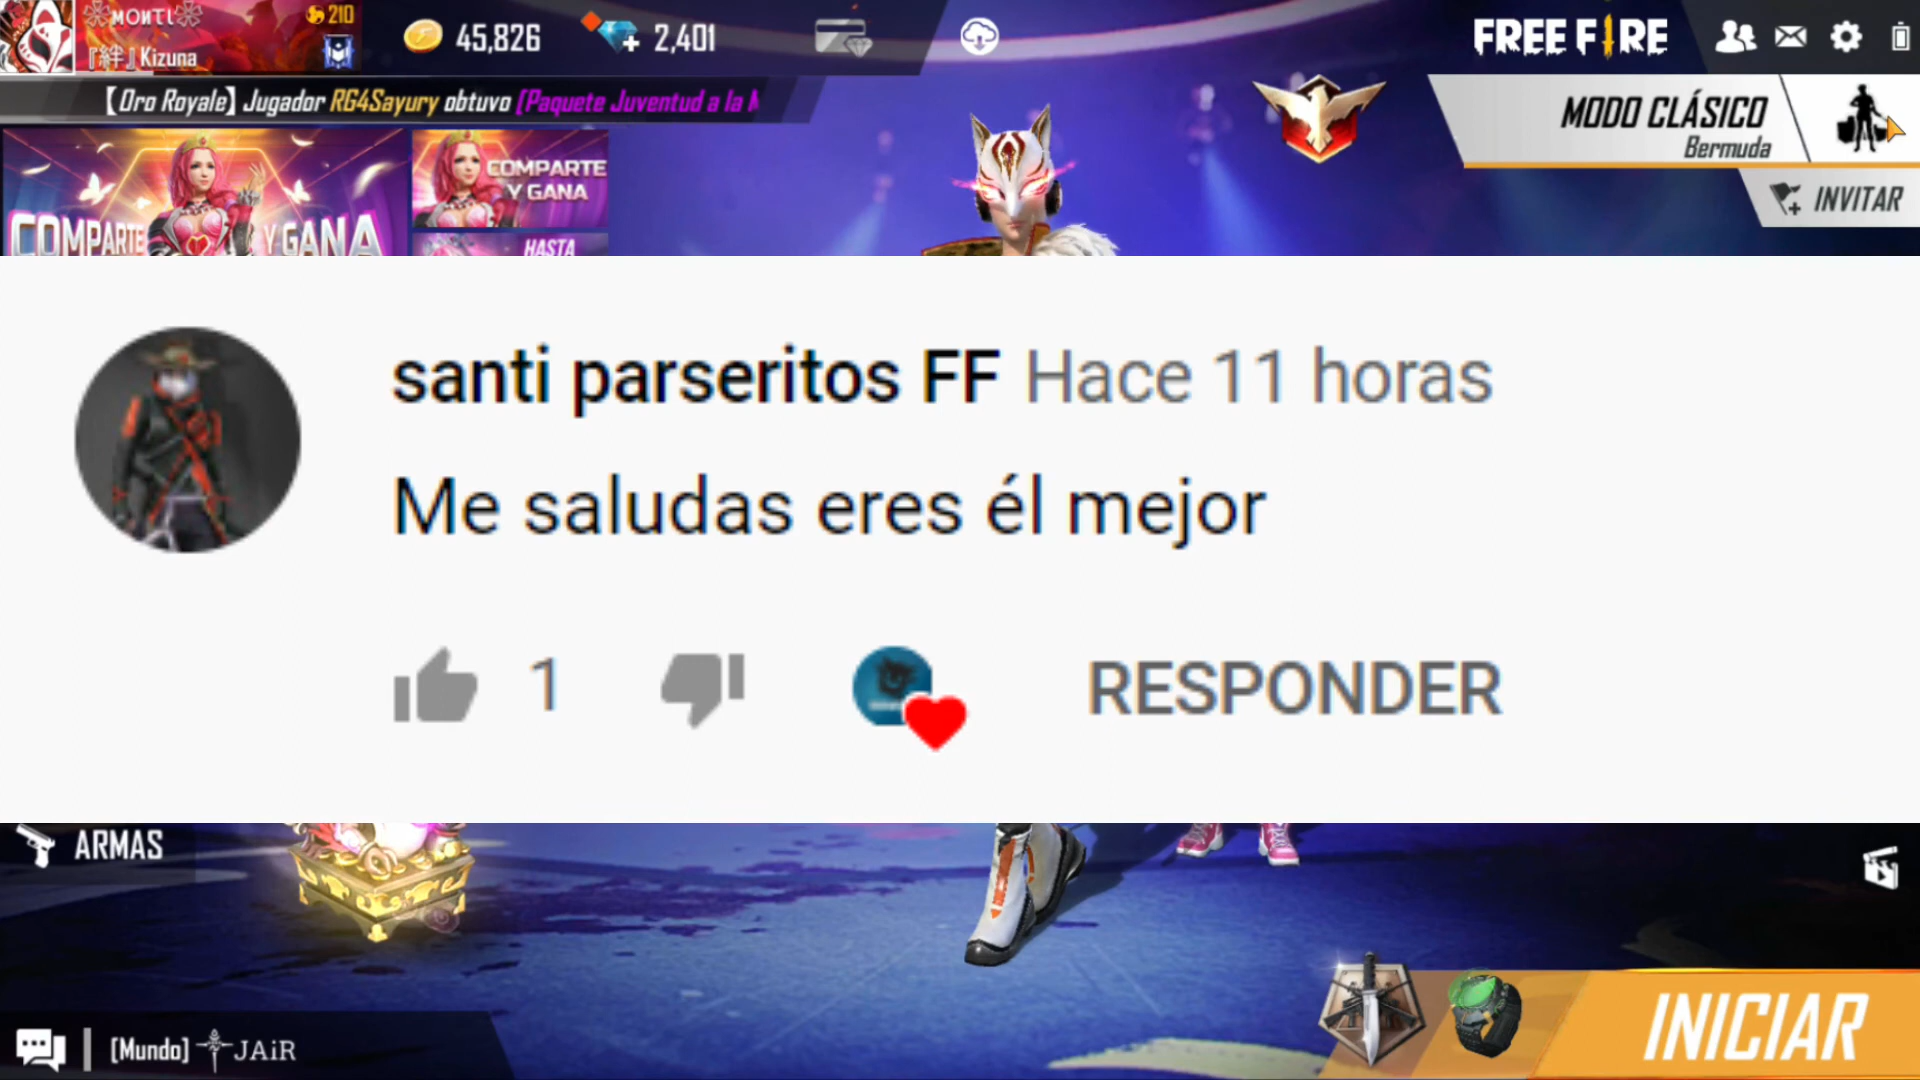 ❀MONTL❀
210
『絆』Kizuna
45,826
2,401
FREE FIRE
【Oro Royale】 Jugador RG4Sayury obtuvo [Paquete Juventud a la
MODO CLÁSICO
Bermuda
INVITAR
COMPARTE Y GANA
COMPARTE
Y GANA
HASTA
santi parseritos FF Hace 11 horas
Me saludas eres él mejor
1
RESPONDER
ARMAS
[Mundo] JAiR
INICIAR